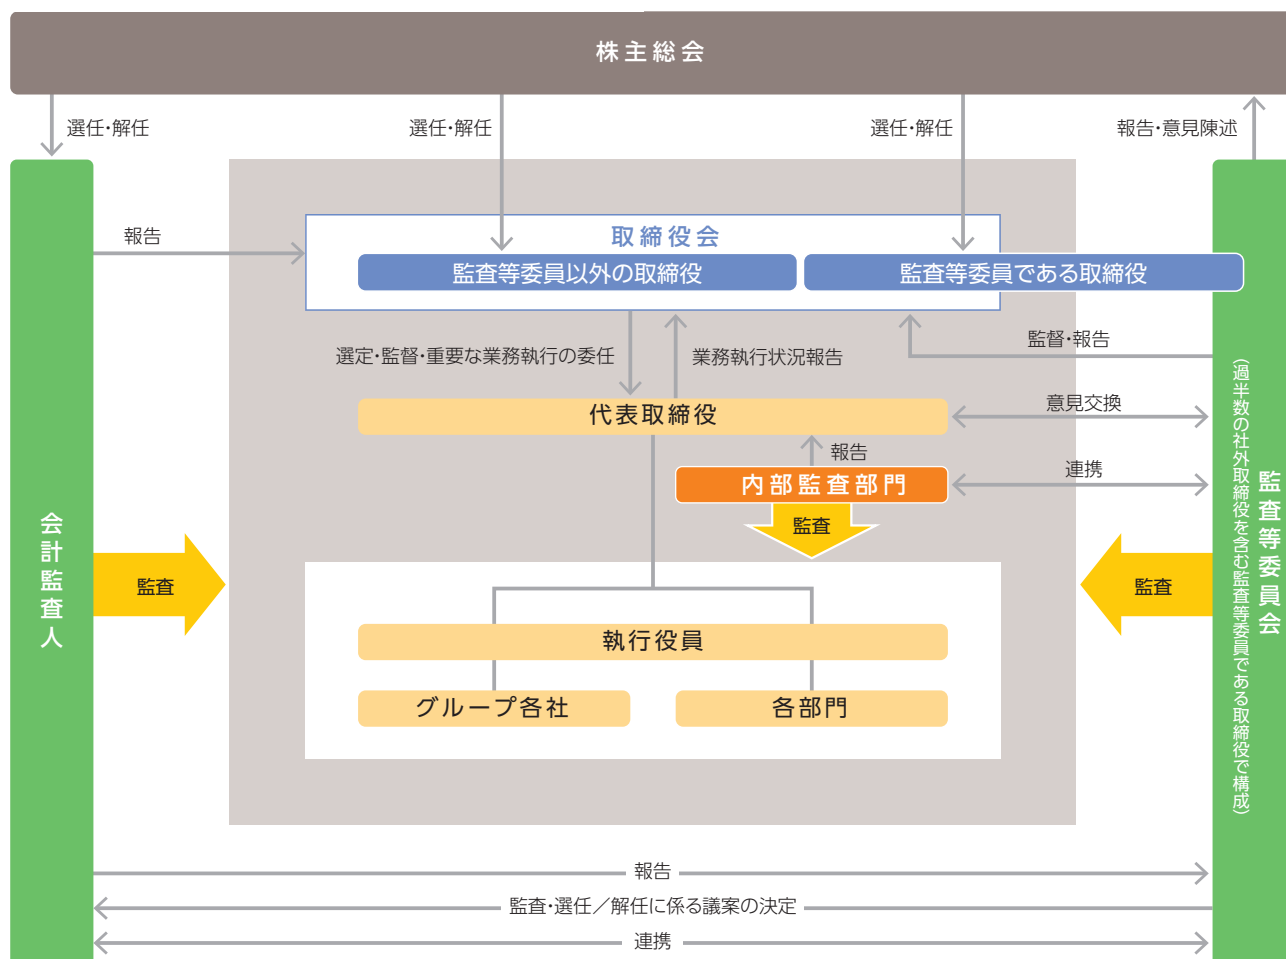 株主総会
選任・解任
選任・解任
選任・解任
報告・意見陳述
報告
取締役会
監査等委員以外の取締役
監査等委員である取締役
選定・監督・重要な業務執行の委任
業務執行状況報告
監督・報告
代表取締役
意見交換
報告
内部監査部門
連携
監査
会計監査人
監査
監査
監査等委員会
（過半数の社外取締役を含む監査等委員である取締役で構成）
執行役員
グループ各社
各部門
報告
監査・選任／解任に係る議案の決定
連携